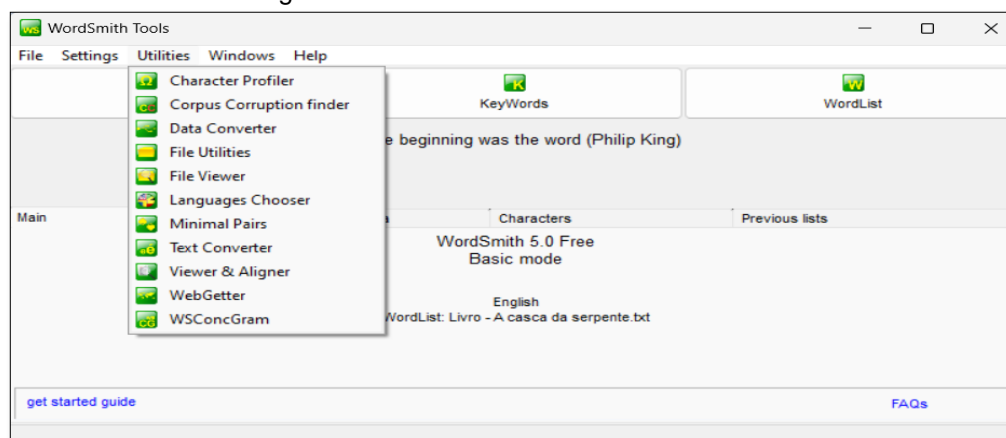 WordSmith Tools
File Settings Utilities Windows Help
Character Profiler
Corpus Corruption finder
Data Converter
File Utilities
File Viewer
Languages Chooser
Minimal Pairs
Text Converter
Viewer & Aligner
WebGetter
WSConcGram
KeyWords
WordList
beginning was the word (Philip King)
Main
Characters
Previous lists
WordSmith 5.0 Free
Basic mode
English
WordList: Livro - A casca da serpente.txt
get started guide
FAQs